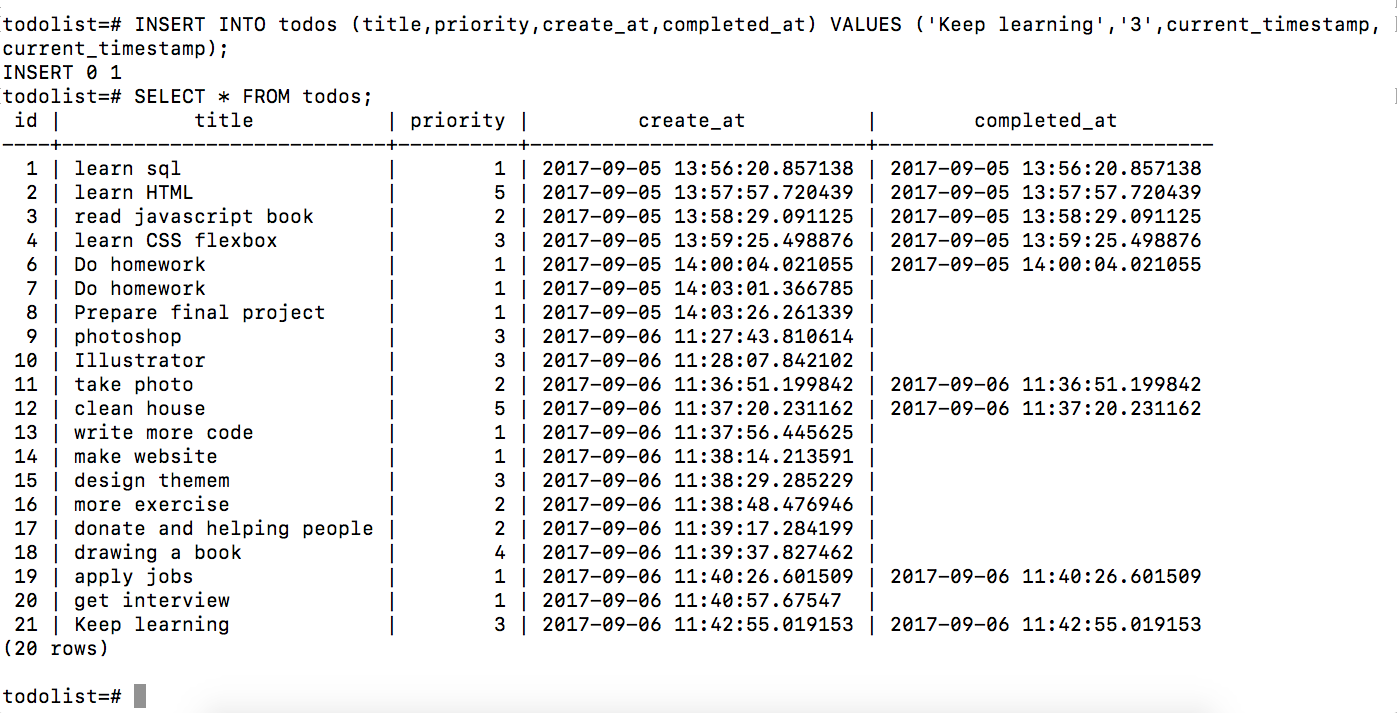 todolist=# INSERT INTO todos (title,priority,create_at,completed_at) VALUES ('Keep learning','3',current_timestamp,
current_timestamp);
INSERT 0 1
todolist=# SELECT * FROM todos;
 id |           title           | priority |         create_at          |        completed_at
----+---------------------------+----------+----------------------------+----------------------------
  1 | learn sql                 |        1 | 2017-09-05 13:56:20.857138 | 2017-09-05 13:56:20.857138
  2 | learn HTML                |        5 | 2017-09-05 13:57:57.720439 | 2017-09-05 13:57:57.720439
  3 | read javascript book      |        2 | 2017-09-05 13:58:29.091125 | 2017-09-05 13:58:29.091125
  4 | learn CSS flexbox         |        3 | 2017-09-05 13:59:25.498876 | 2017-09-05 13:59:25.498876
  6 | Do homework               |        1 | 2017-09-05 14:00:04.021055 | 2017-09-05 14:00:04.021055
  7 | Do homework               |        1 | 2017-09-05 14:03:01.366785 |
  8 | Prepare final project     |        1 | 2017-09-05 14:03:26.261339 |
  9 | photoshop                 |        3 | 2017-09-06 11:27:43.810614 |
 10 | Illustrator               |        3 | 2017-09-06 11:28:07.842102 |
 11 | take photo                |        2 | 2017-09-06 11:36:51.199842 | 2017-09-06 11:36:51.199842
 12 | clean house               |        5 | 2017-09-06 11:37:20.231162 | 2017-09-06 11:37:20.231162
 13 | write more code           |        1 | 2017-09-06 11:37:56.445625 |
 14 | make website              |        1 | 2017-09-06 11:38:14.213591 |
 15 | design themem             |        3 | 2017-09-06 11:38:29.285229 |
 16 | more exercise             |        2 | 2017-09-06 11:38:48.476946 |
 17 | donate and helping people |        2 | 2017-09-06 11:39:17.284199 |
 18 | drawing a book            |        4 | 2017-09-06 11:39:37.827462 |
 19 | apply jobs                |        1 | 2017-09-06 11:40:26.601509 | 2017-09-06 11:40:26.601509
 20 | get interview             |        1 | 2017-09-06 11:40:57.67547  |
 21 | Keep learning             |        3 | 2017-09-06 11:42:55.019153 | 2017-09-06 11:42:55.019153
(20 rows)
todolist=#